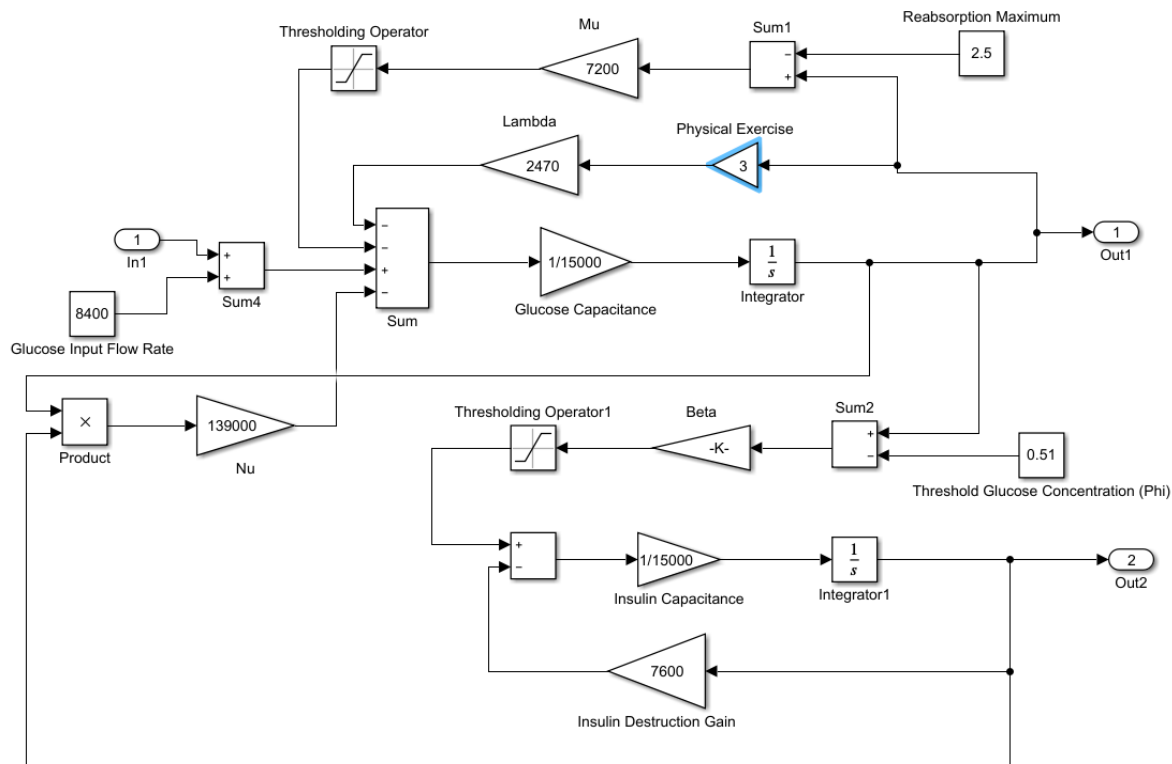 Reabsorption Maximum
Mu
Sum1
Thresholding Operator
−
2.5
7200
+
Lambda
Physical Exercise
2470
3
−
1
In1
+
+
Sum4
−
+
−
Sum
1/15000
Glucose Capacitance
1
s
Integrator
1
Out1
8400
Glucose Input Flow Rate
×
Product
139000
Nu
Thresholding Operator1
Beta
Sum2
-K-
+
−
0.51
Threshold Glucose Concentration (Phi)
+
−
1/15000
Insulin Capacitance
1
s
Integrator1
2
Out2
7600
Insulin Destruction Gain